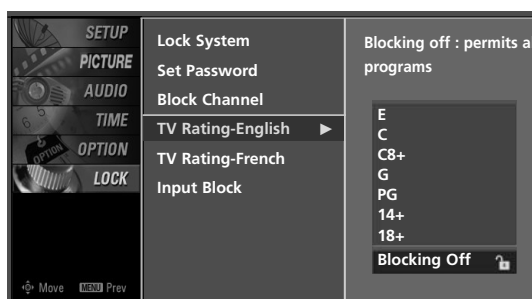 SETUP
PICTURE
AUDIO
TIME
OPTION
LOCK
Move MENU Prev
Lock System
Set Password
Block Channel
TV Rating-English ▶
TV Rating-French
Input Block
Blocking off : permits a
programs
E
C
C8+
G
PG
14+
18+
Blocking Off